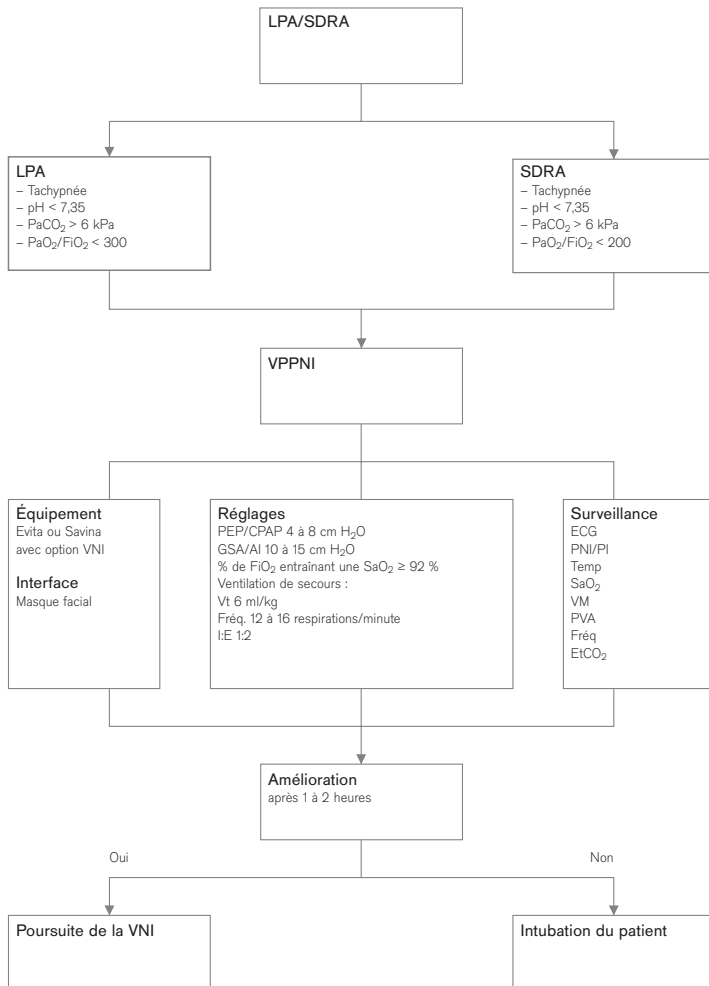 LPA/SDRA
LPA
– Tachypnée
– pH < 7,35
– PaCO₂ > 6 kPa
– PaO₂/FiO₂ < 300
SDRA
– Tachypnée
– pH < 7,35
– PaCO₂ > 6 kPa
– PaO₂/FiO₂ < 200
VPPNI
Équipement
Evita ou Savina
avec option VNI
Interface
Masque facial
Réglages
PEP/CPAP 4 à 8 cm H₂O
GSA/AI 10 à 15 cm H₂O
% de FiO₂ entraînant une SaO₂ ≥ 92 %
Ventilation de secours :
Vt 6 ml/kg
Fréq. 12 à 16 respirations/minute
I:E 1:2
Surveillance
ECG
PNI/PI
Temp
SaO₂
VM
PVA
Fréq
EtCO₂
Amélioration
après 1 à 2 heures
Oui
Non
Poursuite de la VNI
Intubation du patient